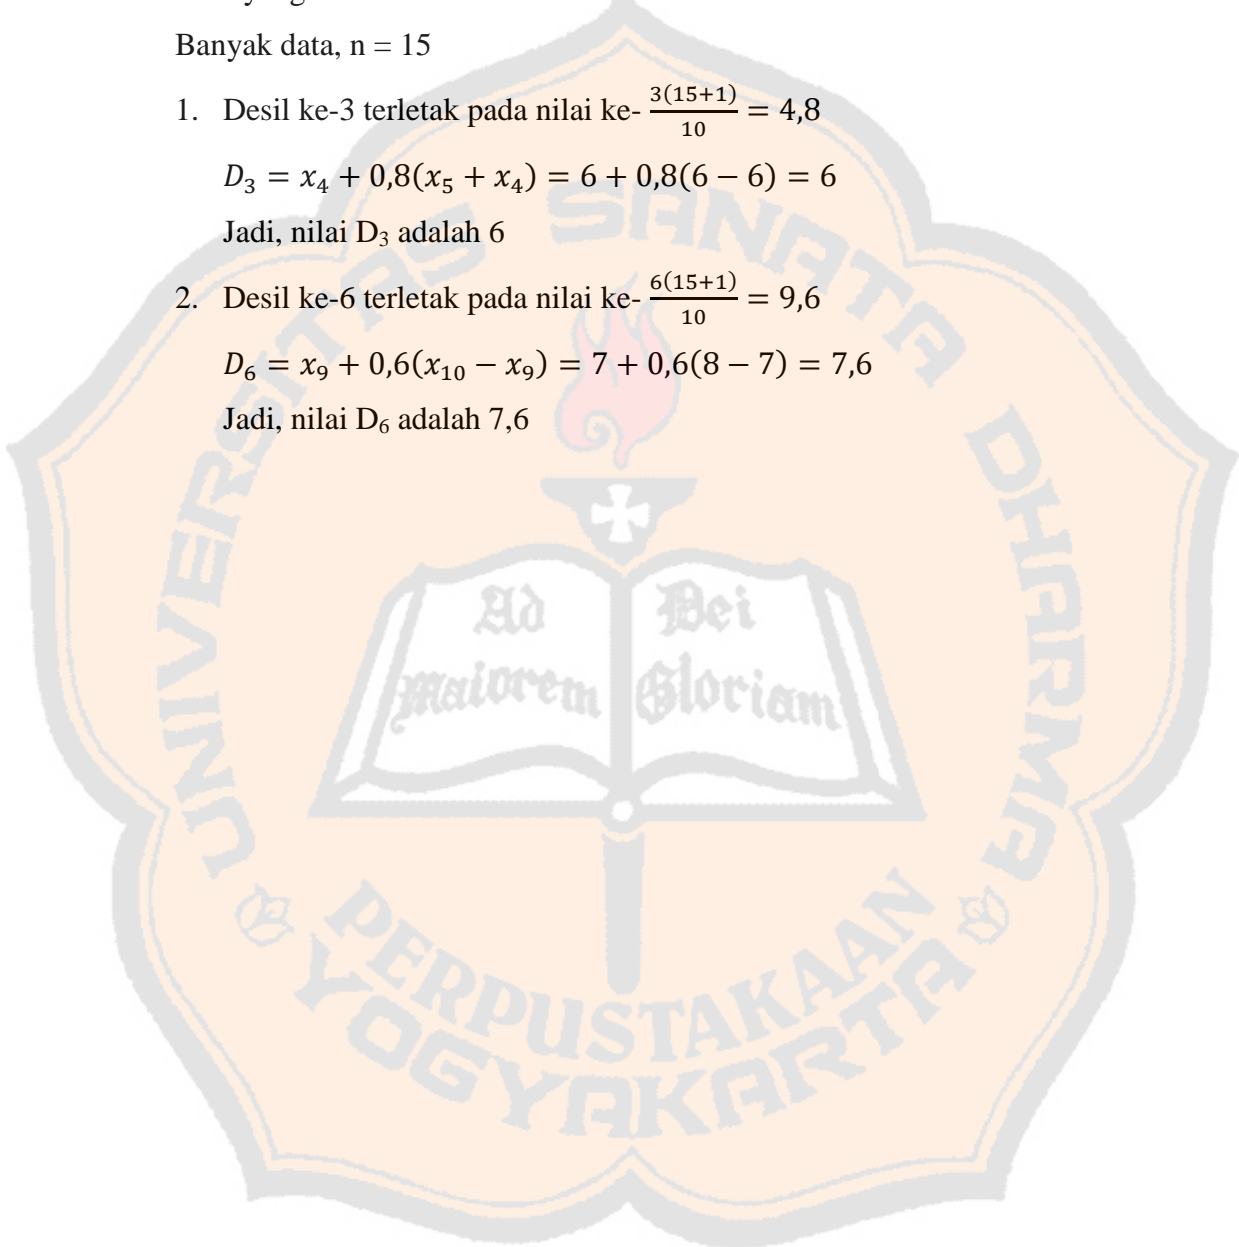 Banyak data, n = 15
1. Desil ke-3 terletak pada nilai ke- 3(15+1)/10 = 4,8
D₃ = x₄ + 0,8(x₅ + x₄) = 6 + 0,8(6 − 6) = 6
Jadi, nilai D₃ adalah 6
2. Desil ke-6 terletak pada nilai ke- 6(15+1)/10 = 9,6
D₆ = x₉ + 0,6(x₁₀ − x₉) = 7 + 0,6(8 − 7) = 7,6
Jadi, nilai D₆ adalah 7,6
UNIVERSITAS SANATA DHARMA
Ad Dei
maiorem Gloriam
PERPUSTAKAAN
YOGYAKARTA